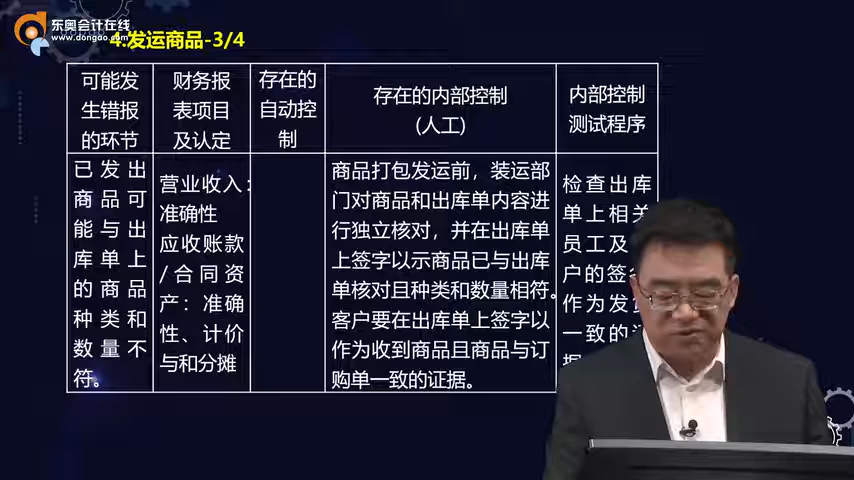 东奥会计在线
www.dongao.com
4.发运商品-3/4
可能发
生错报
的环节
财务报
表项目
及认定
存在的
自动控
制
存在的内部控制
(人工)
内部控制
测试程序
已发出
商品可
能与出
库单上
的商品
种类和
数量不
符。
营业收入：
准确性
应收账款
/合同资
产：准确
性、计价
与和分摊
商品打包发运前，装运部
门对商品和出库单内容进
行独立核对，并在出库单
上签字以示商品已与出库
单核对且种类和数量相符。
客户要在出库单上签字以
作为收到商品且商品与订
购单一致的证据。
检查出库
单上相关
员工及
户的签
作为发
一致的